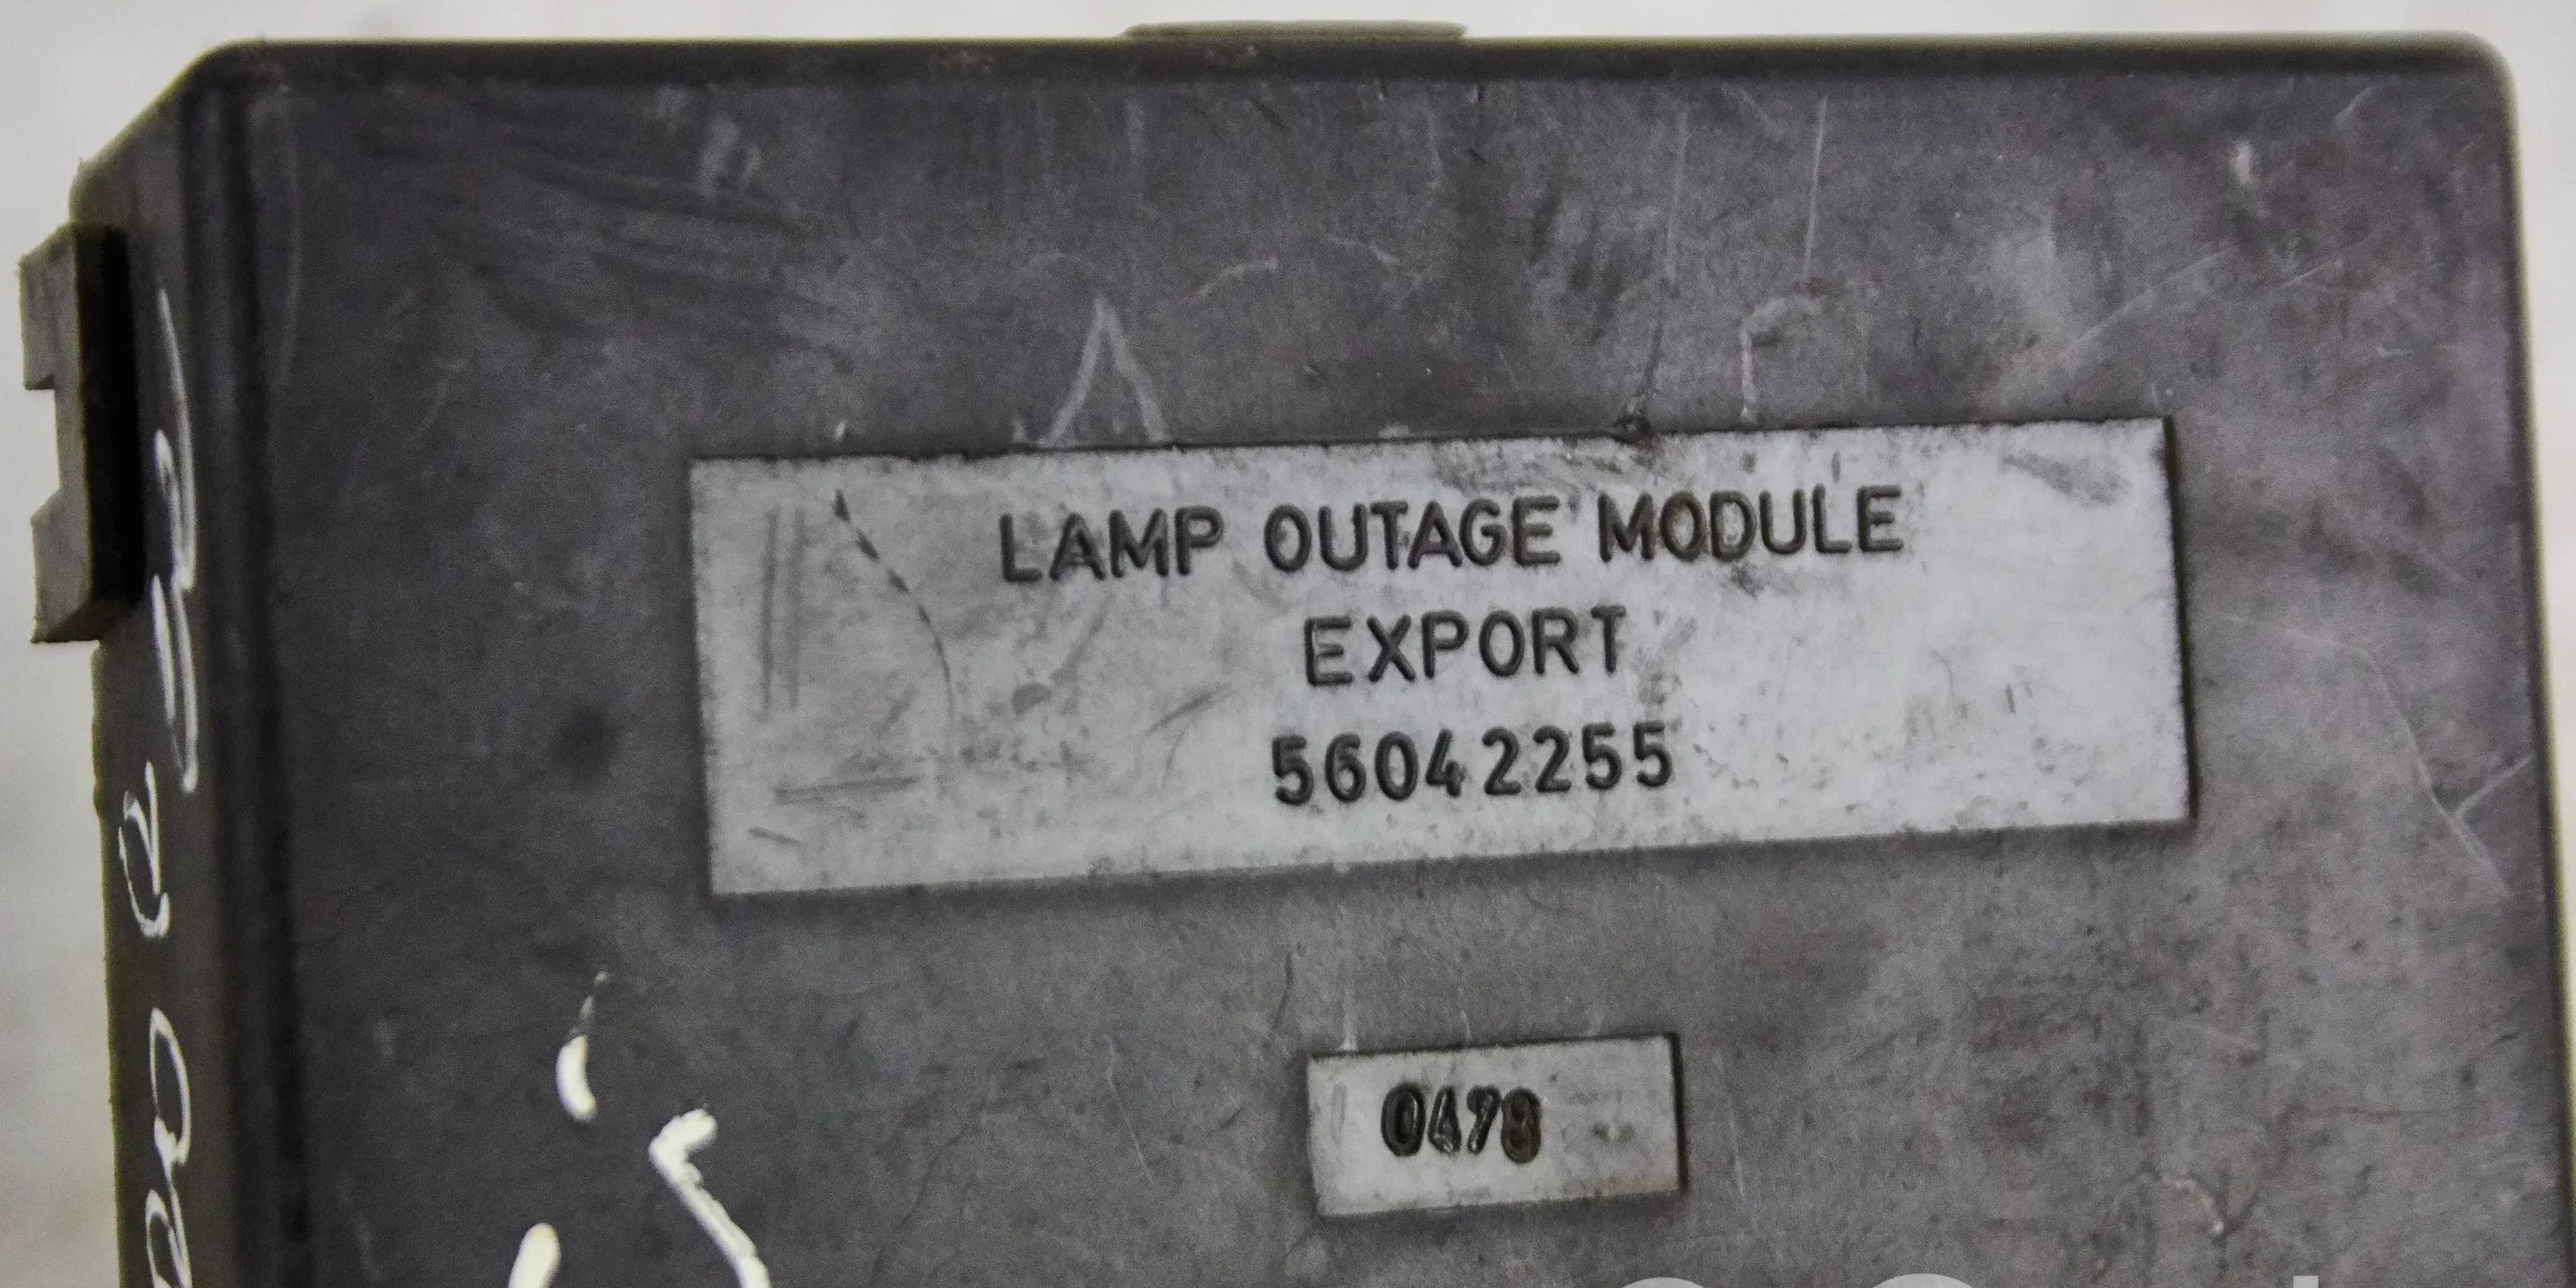 LAMP OUTAGE MODULE
EXPORT
56042255
0478